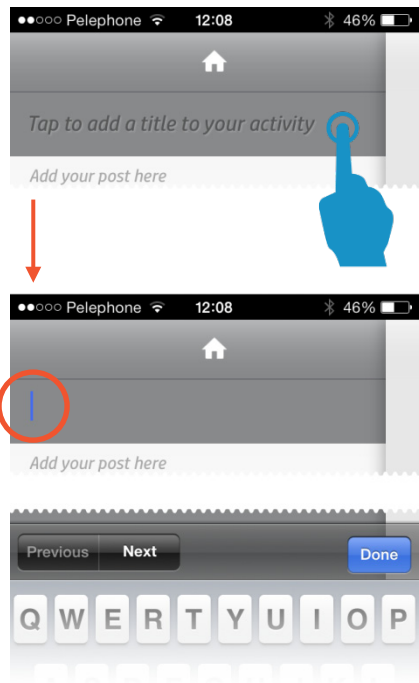 Pelephone 12:08 46%
Tap to add a title to your activity
Add your post here
Pelephone 12:08 46%
Add your post here
Previous Next Done
Q W E R T Y U I O P